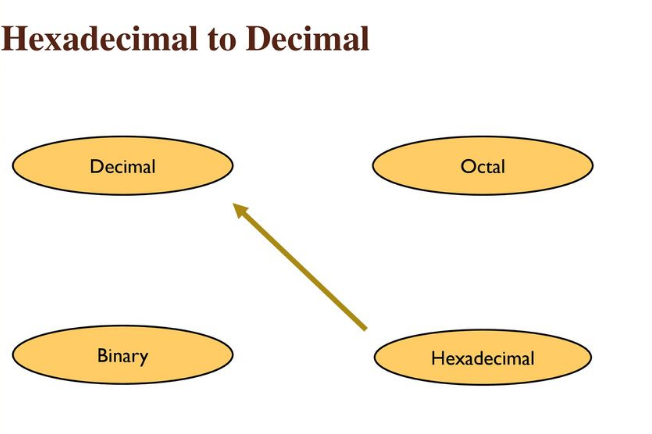 Hexadecimal to Decimal
Decimal
Octal
Binary
Hexadecimal